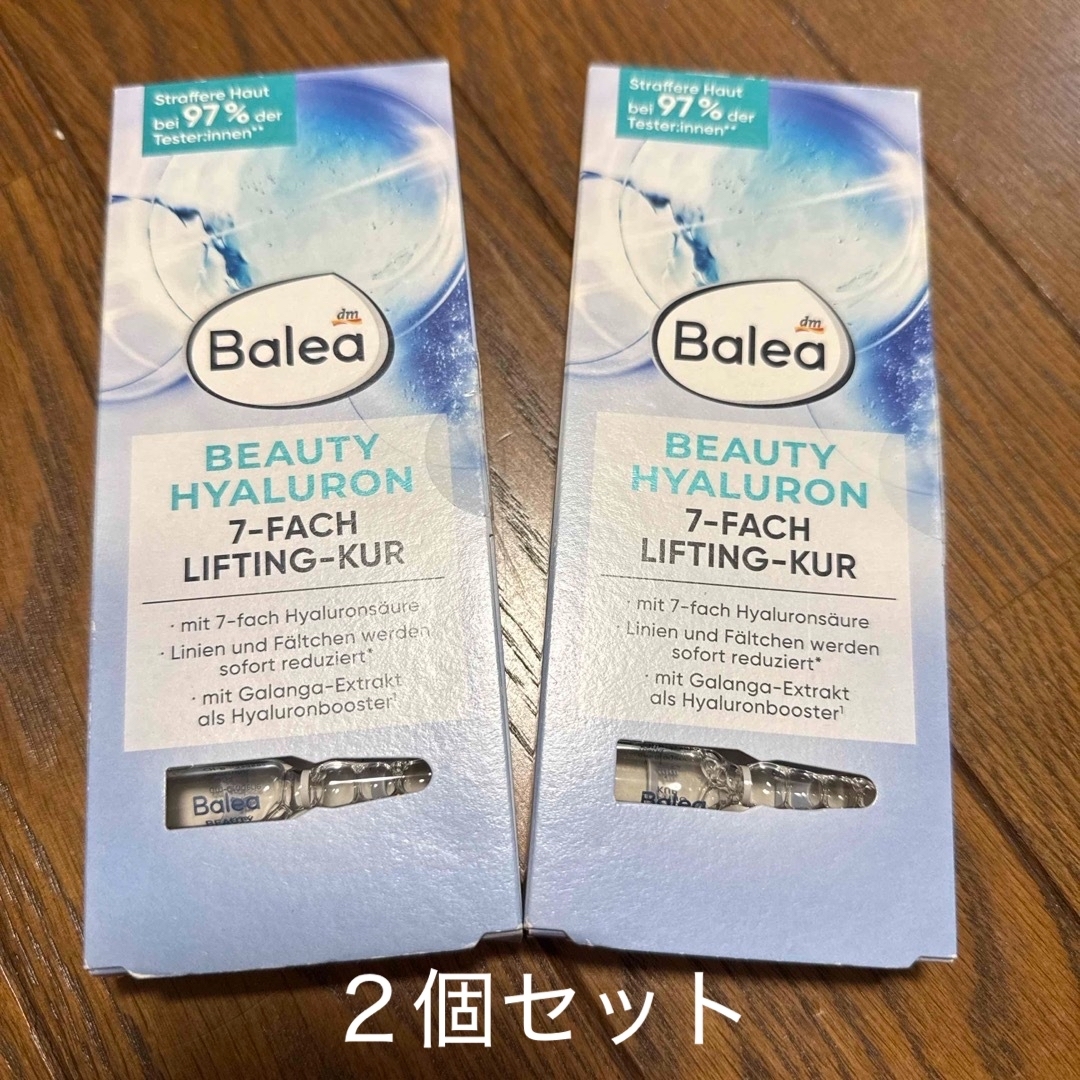 Straffere Haut
bei 97% der
Tester:innen**
dm
Balea
BEAUTY
HYALURON
7-FACH
LIFTING-KUR
· mit 7-fach Hyaluronsäure
· Linien und Fältchen werden
sofort reduziert*
· mit Galanga-Extrakt
als Hyaluronbooster¹
Balea
BEAUTY
Straffere Haut
bei 97% der
Tester:innen**
dm
Balea
BEAUTY
HYALURON
7-FACH
LIFTING-KUR
· mit 7-fach Hyaluronsäure
· Linien und Fältchen werden
sofort reduziert*
· mit Galanga-Extrakt
als Hyaluronbooster¹
Balea
２個セット